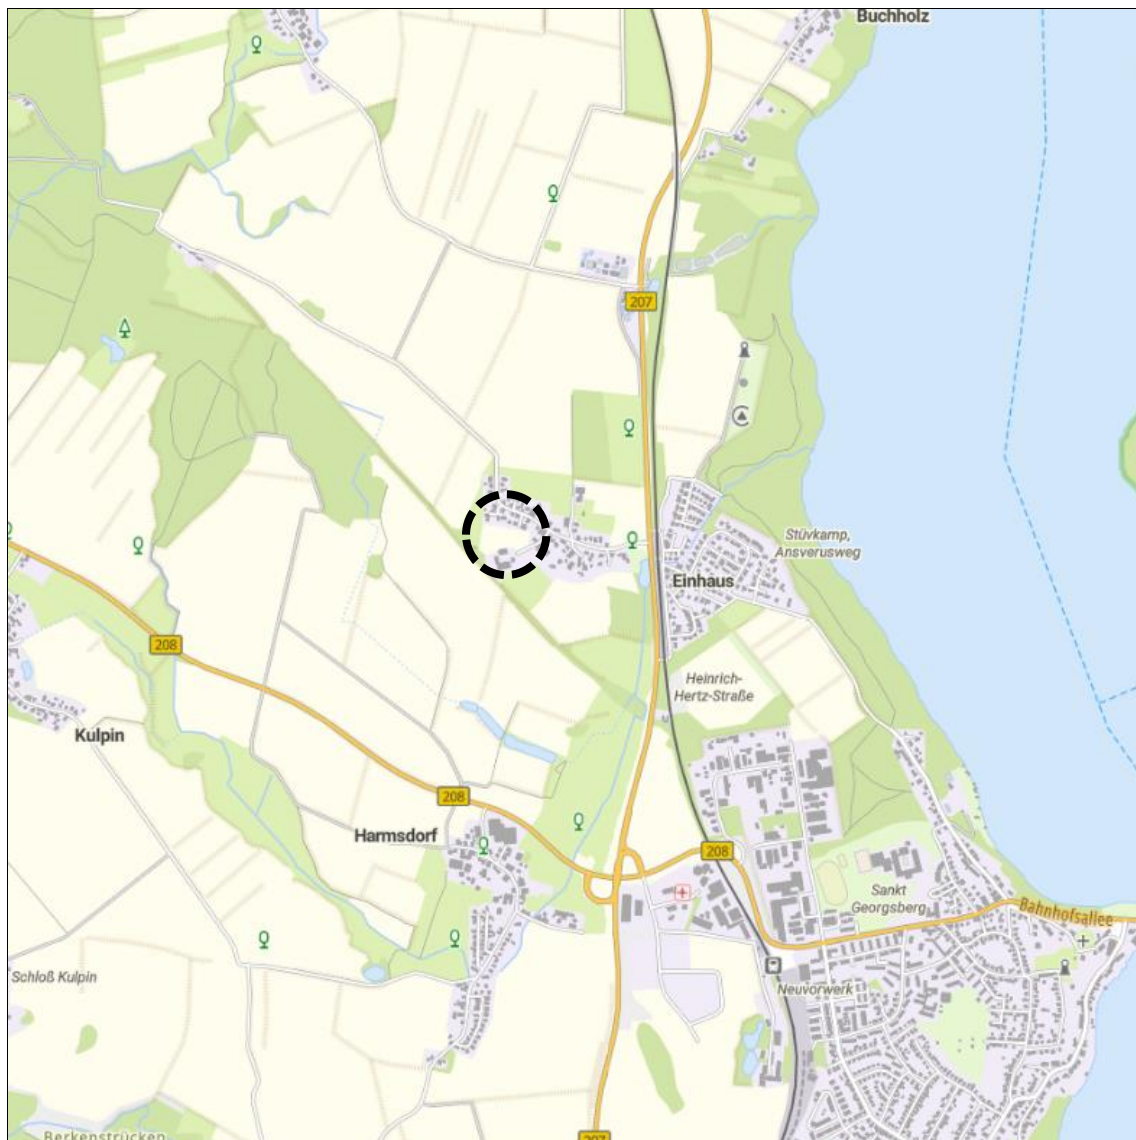 Buchholz
207
Stüvkamp,
Ansverusweg
Einhaus
208
Heinrich-
Hertz-Straße
Kulpin
208
Harmsdorf
208
Sankt
Georgsberg
Bahnhofsallee
Schloß Kulpin
Neuvorwerk
Berkenstrücken
207